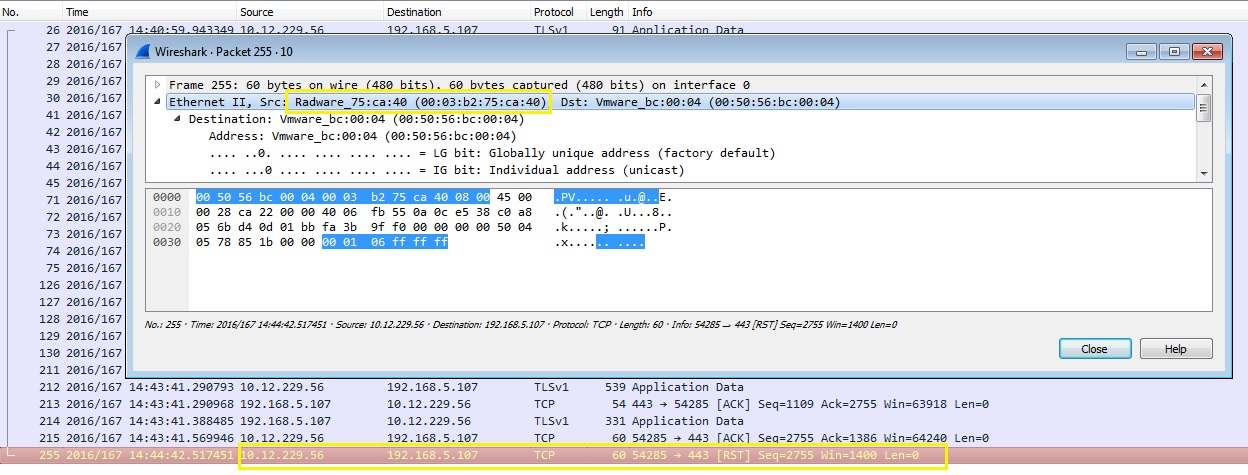 No. Time Source Destination Protocol Length Info
26 2016/167 14:40:59.943349 10.12.229.56 192.168.5.107 TLSv1 91 Application Data
27 2016/167
28 2016/167
29 2016/167
30 2016/167
41 2016/167
42 2016/167
43 2016/167
44 2016/167
45 2016/167
71 2016/167
72 2016/167
73 2016/167
74 2016/167
75 2016/167
126 2016/167
127 2016/167
128 2016/167
129 2016/167
130 2016/167
211 2016/167
Wireshark · Packet 255 · 10
Frame 255: 60 bytes on wire (480 bits), 60 bytes captured (480 bits) on interface 0
Ethernet II, Src: Radware_75:ca:40 (00:03:b2:75:ca:40) Dst: Vmware_bc:00:04 (00:50:56:bc:00:04)
Destination: Vmware_bc:00:04 (00:50:56:bc:00:04)
Address: Vmware_bc:00:04 (00:50:56:bc:00:04)
.... ..0. .... .... .... .... = LG bit: Globally unique address (factory default)
.... ...0 .... .... .... .... = IG bit: Individual address (unicast)
0000 00 50 56 bc 00 04 00 03 b2 75 ca 40 08 00 45 00 .PV..... .u.@..E.
0010 00 28 ca 22 00 00 40 06 fb 55 0a 0c e5 38 c0 a8 .(."..@. .U...8..
0020 05 6b d4 0d 01 bb fa 3b 9f f0 00 00 00 00 50 04 .k.....; ......P.
0030 05 78 85 1b 00 00 00 01 06 ff ff ff .x...... ....
No.: 255 · Time: 2016/167 14:44:42.517451 · Source: 10.12.229.56 · Destination: 192.168.5.107 · Protocol: TCP · Length: 60 · Info: 54285 → 443 [RST] Seq=2755 Win=1400 Len=0
Close Help
212 2016/167 14:43:41.290793 10.12.229.56 192.168.5.107 TLSv1 539 Application Data
213 2016/167 14:43:41.290968 192.168.5.107 10.12.229.56 TCP 54 443 → 54285 [ACK] Seq=1109 Ack=2755 Win=63918 Len=0
214 2016/167 14:43:41.388485 192.168.5.107 10.12.229.56 TLSv1 331 Application Data
215 2016/167 14:43:41.569946 10.12.229.56 192.168.5.107 TCP 60 54285 → 443 [ACK] Seq=2755 Ack=1386 Win=64240 Len=0
255 2016/167 14:44:42.517451 10.12.229.56 192.168.5.107 TCP 60 54285 → 443 [RST] Seq=2755 Win=1400 Len=0